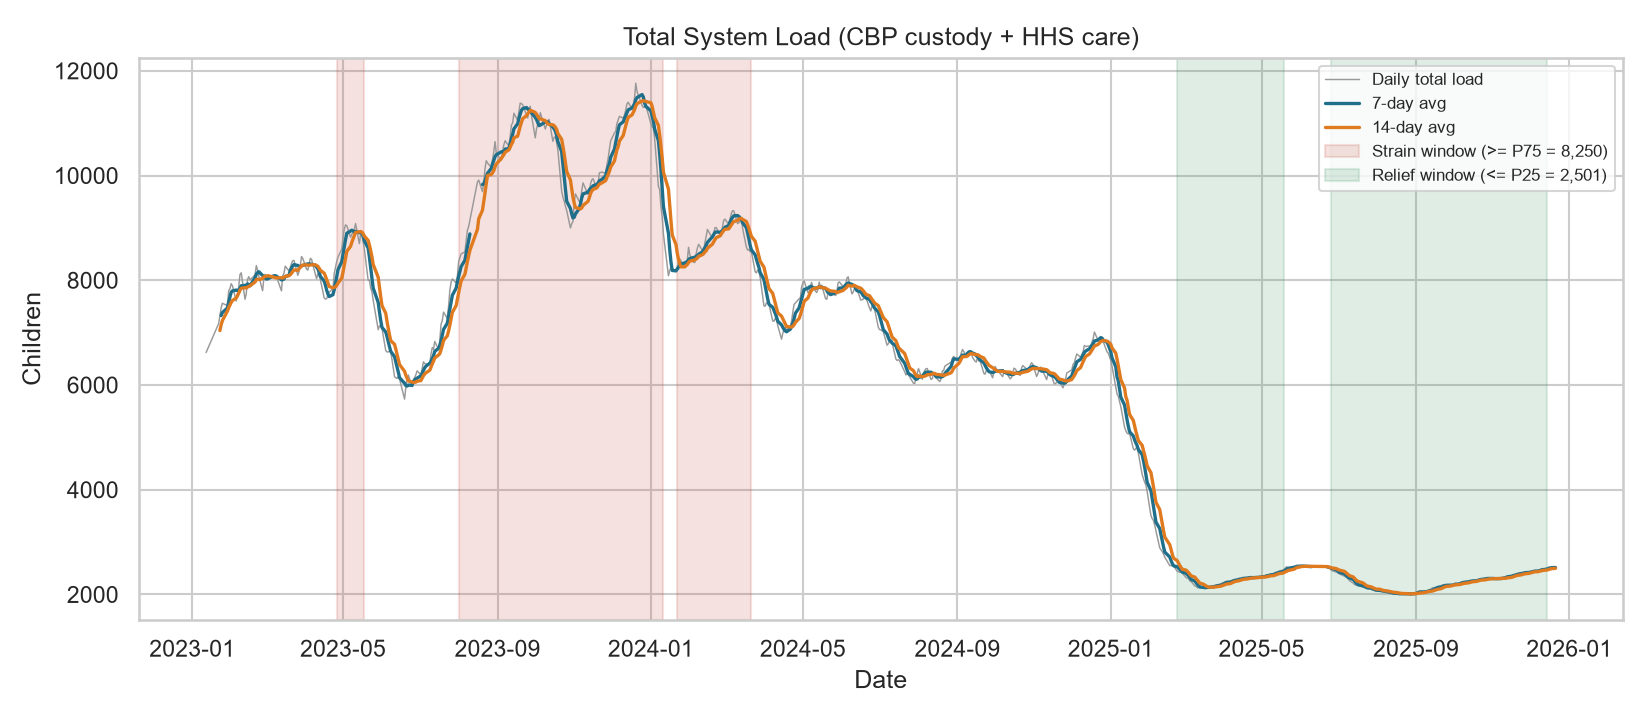 Total System Load (CBP custody + HHS care)
12000
10000
8000
6000
4000
2000
Children
Daily total load
7-day avg
14-day avg
Strain window (>= P75 = 8,250)
Relief window (<= P25 = 2,501)
2023-01
2023-05
2023-09
2024-01
2024-05
2024-09
2025-01
2025-05
2025-09
2026-01
Date